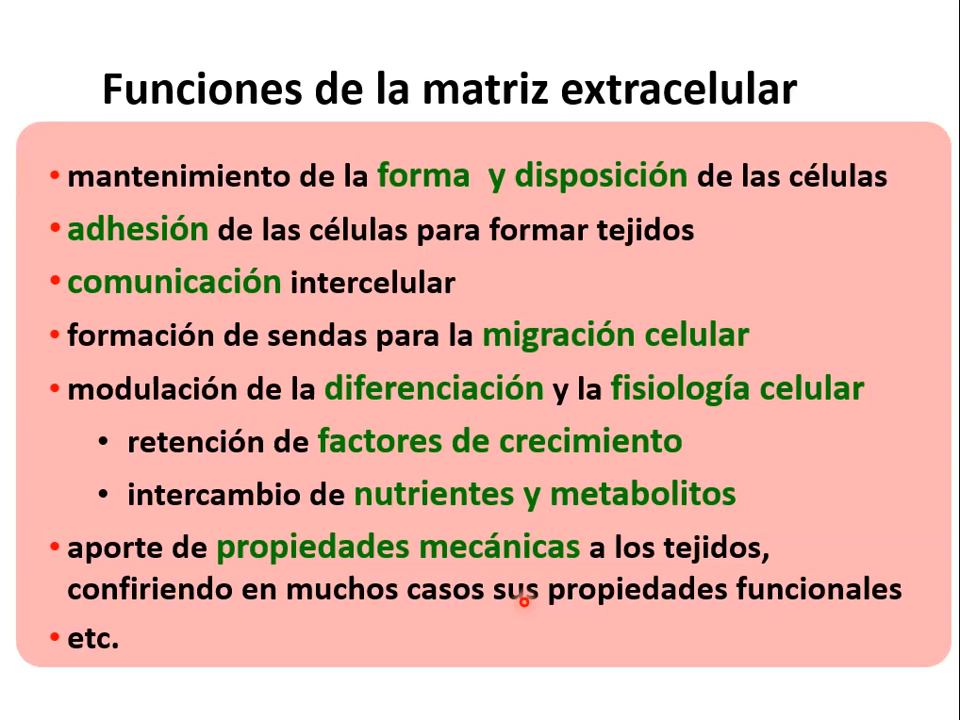 Funciones de la matriz extracelular
• mantenimiento de la forma y disposición de las células
• adhesión de las células para formar tejidos
• comunicación intercelular
• formación de sendas para la migración celular
• modulación de la diferenciación y la fisiología celular
• retención de factores de crecimiento
• intercambio de nutrientes y metabolitos
• aporte de propiedades mecánicas a los tejidos,
confiriendo en muchos casos sus propiedades funcionales
• etc.